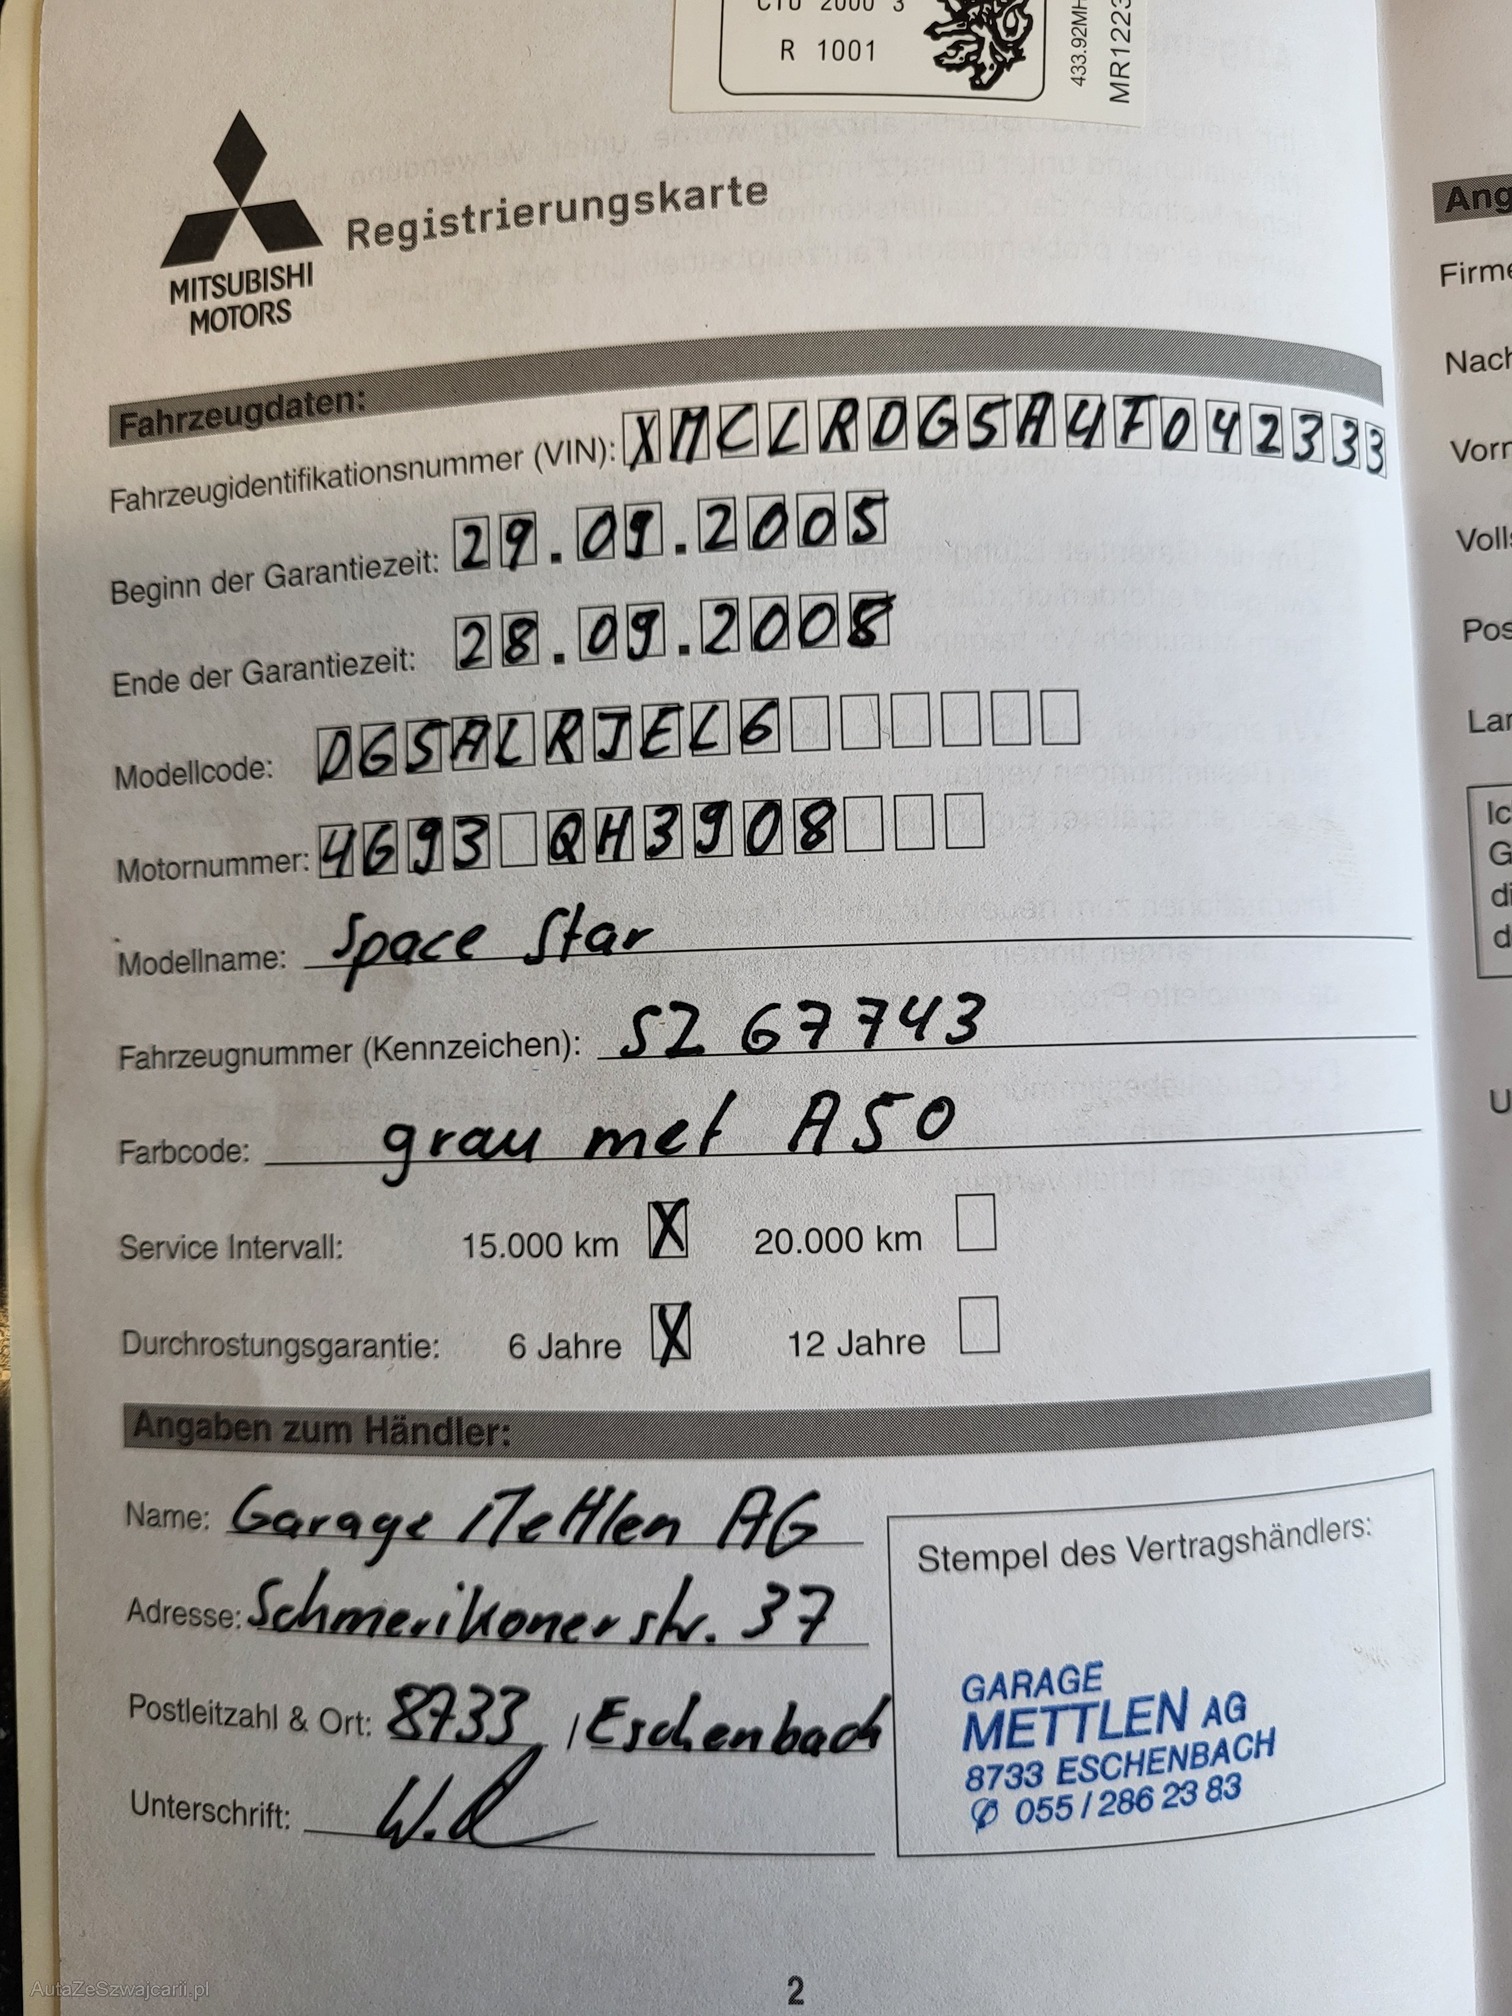 R 1001
433.92MH
MR1223
MITSUBISHI
MOTORS
Registrierungskarte
Fahrzeugdaten:
Fahrzeugidentifikationsnummer (VIN): XMCLRDG5A4F042333
Beginn der Garantiezeit: 29.09.2005
Ende der Garantiezeit: 28.09.2008
Modellcode: DG5ALRJEL6
Motornummer: 4G93 QH3908
Modellname: Space Star
Fahrzeugnummer (Kennzeichen): SZ 67743
Farbcode: grau met A50
Service Intervall: 15.000 km X 20.000 km
Durchrostungsgarantie: 6 Jahre X 12 Jahre
Angaben zum Händler:
Name: Garage Mettlen AG
Adresse: Schmerikonerstr. 37
Postleitzahl & Ort: 8733 / Eschenbach
Unterschrift:
Stempel des Vertragshändlers:
GARAGE
METTLEN AG
8733 ESCHENBACH
✆ 055 / 286 23 83
2
Ang
Firme
Nach
Vorn
Volls
Pos
Lan
Ic
G
di
d
U
AutaZeSzwajcarii.pl